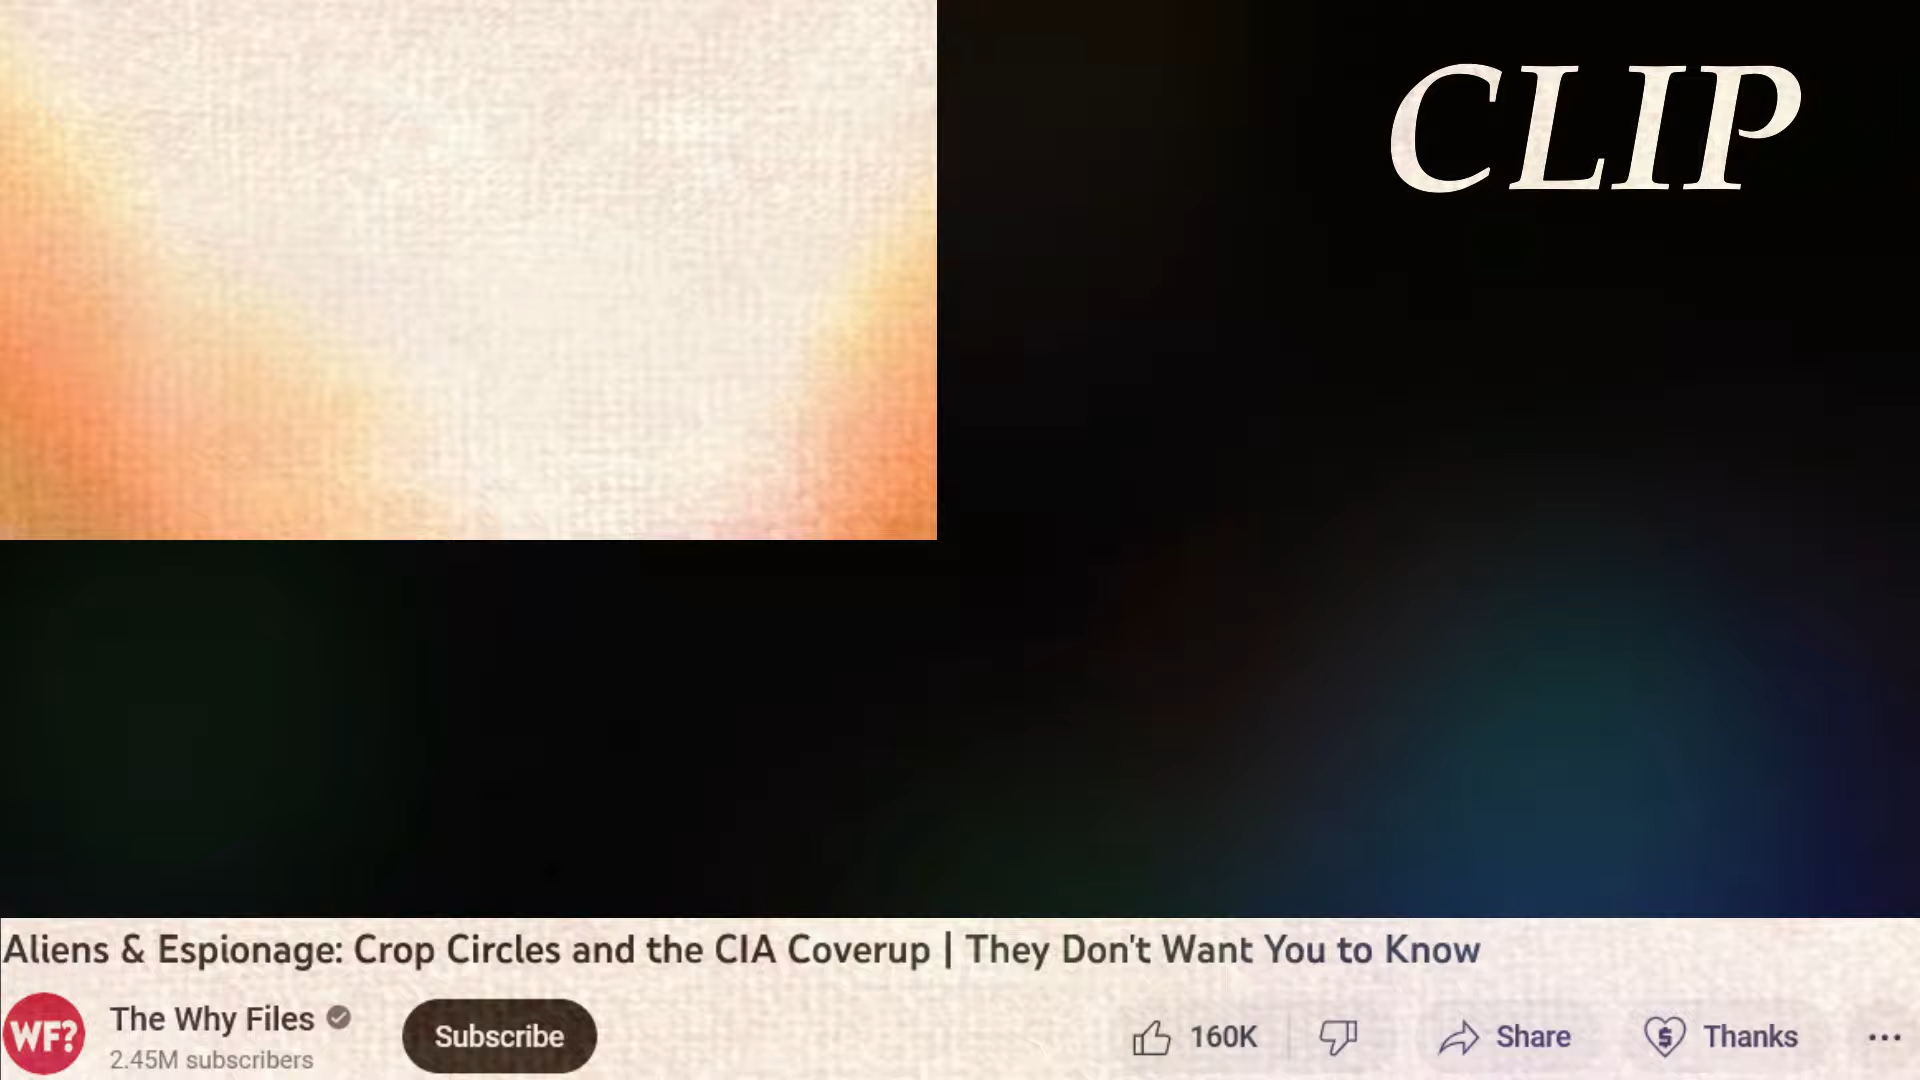 CLIP
Aliens & Espionage: Crop Circles and the CIA Coverup | They Don't Want You to Know
WF?
The Why Files
2.45M subscribers
Subscribe
160K
Share
$
Thanks